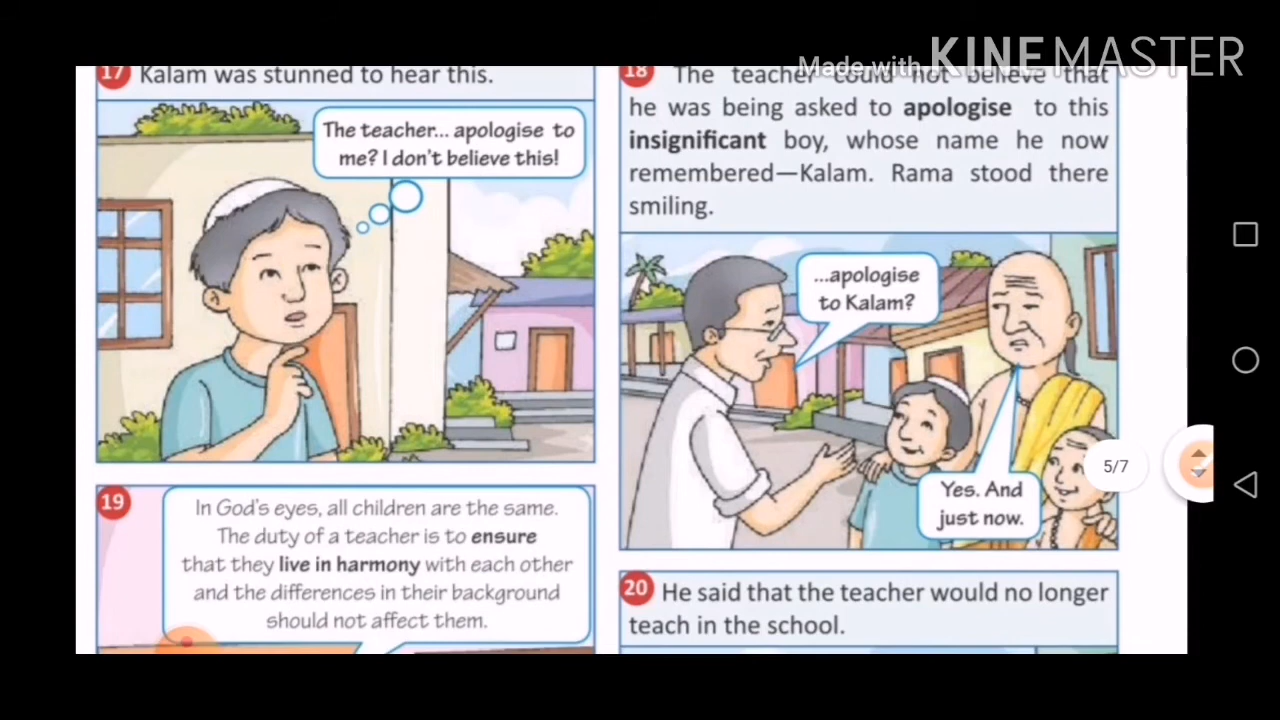 Made with KINEMASTER
17 Kalam was stunned to hear this.
The teacher... apologise to
me? I don't believe this!
18 The teacher could not believe that
he was being asked to apologise to this
insignificant boy, whose name he now
remembered—Kalam. Rama stood there
smiling.
...apologise
to Kalam?
Yes. And
just now.
5/7
19 In God's eyes, all children are the same.
The duty of a teacher is to ensure
that they live in harmony with each other
and the differences in their background
should not affect them.
20 He said that the teacher would no longer
teach in the school.